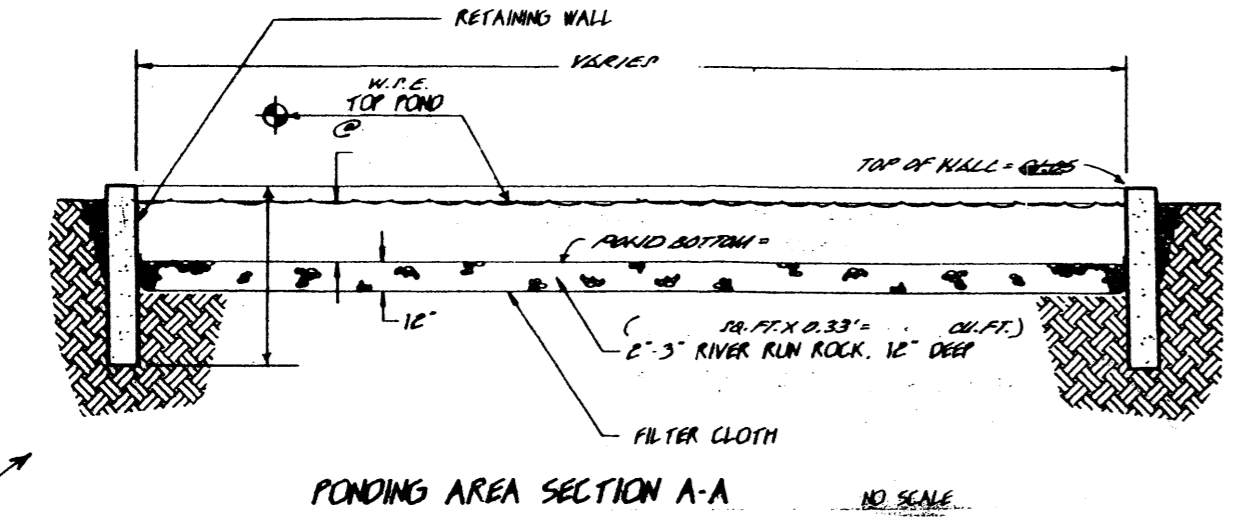 RETAINING WALL
VARIES
W.S.E.
TOP POND
@
TOP OF WALL =
POND BOTTOM =
12"
( SQ.FT. X 0.33' = CU.FT.)
2"-3" RIVER RUN ROCK, 12" DEEP
FILTER CLOTH
PONDING AREA SECTION A-A
NO SCALE